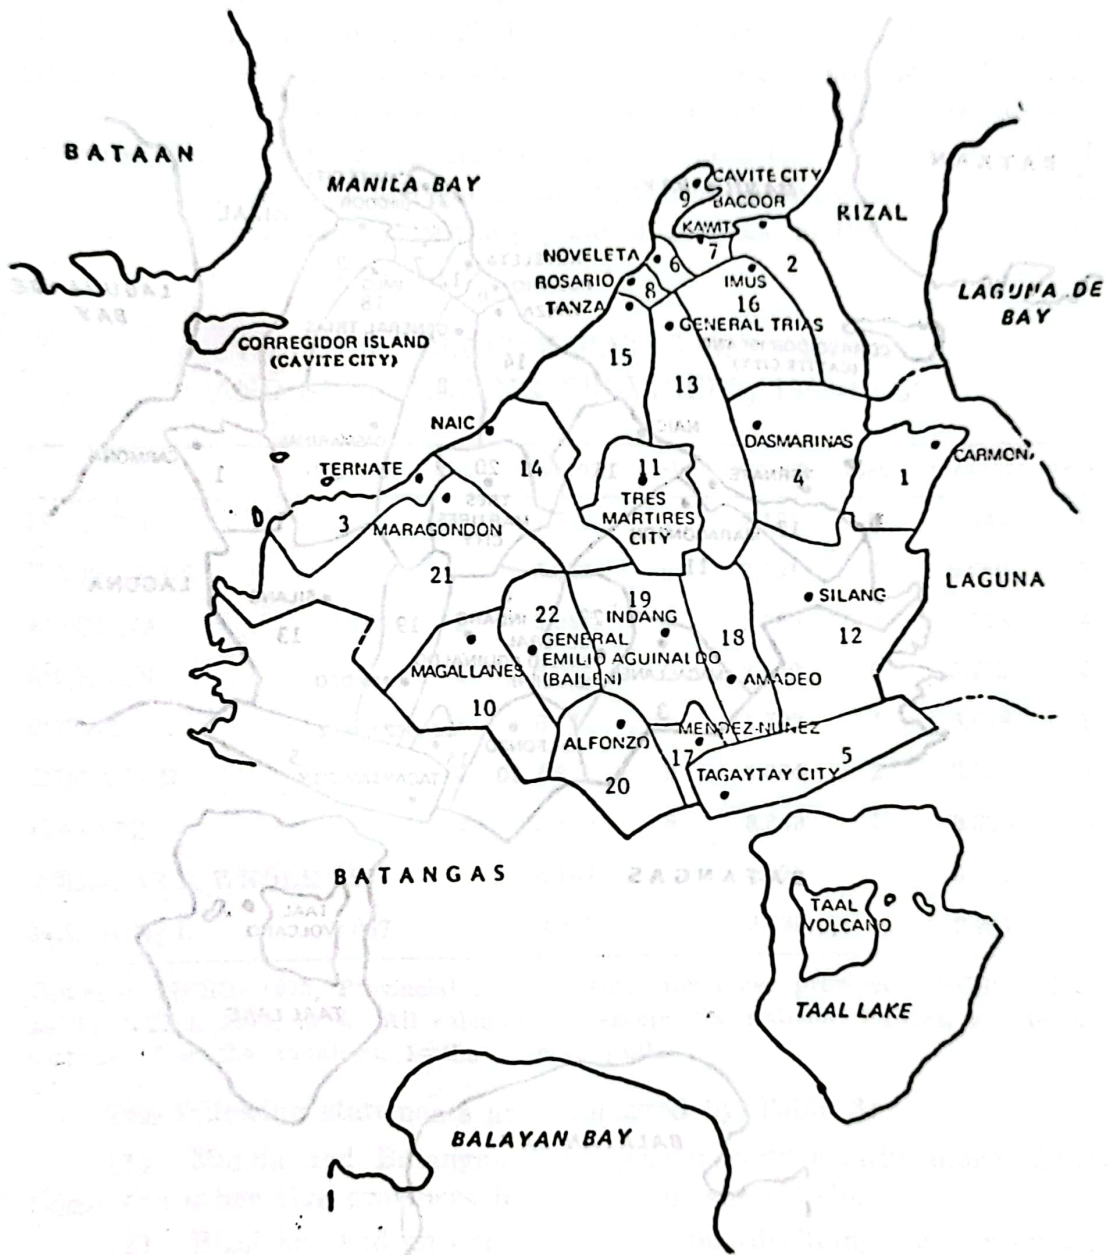 BATAAN
MANILA BAY
CAVITE CITY
9
BACOOR
RIZAL
KAWIT
7
2
NOVELETA
6
ROSARIO
8
IMUS
16
TANZA
LAGUNA DE
BAY
GENERAL TRIAS
CORREGIDOR ISLAND
(CAVITE CITY)
15
13
NAIC
DASMARINAS
CARMON
TERNATE
14
11
4
1
TRES
MARTIRES
CITY
3
MARAGONDON
21
LAGUNA
SILANG
12
22
19
INDANG
18
GENERAL
EMILIO AGUINALDO
(BAILEN)
MAGALLANES
AMADEO
10
ALFONZO
MENDEZ-NUNEZ
17
5
TAGAYTAY CITY
20
BATANGAS
TAAL
VOLCANO
TAAL LAKE
BALAYAN BAY